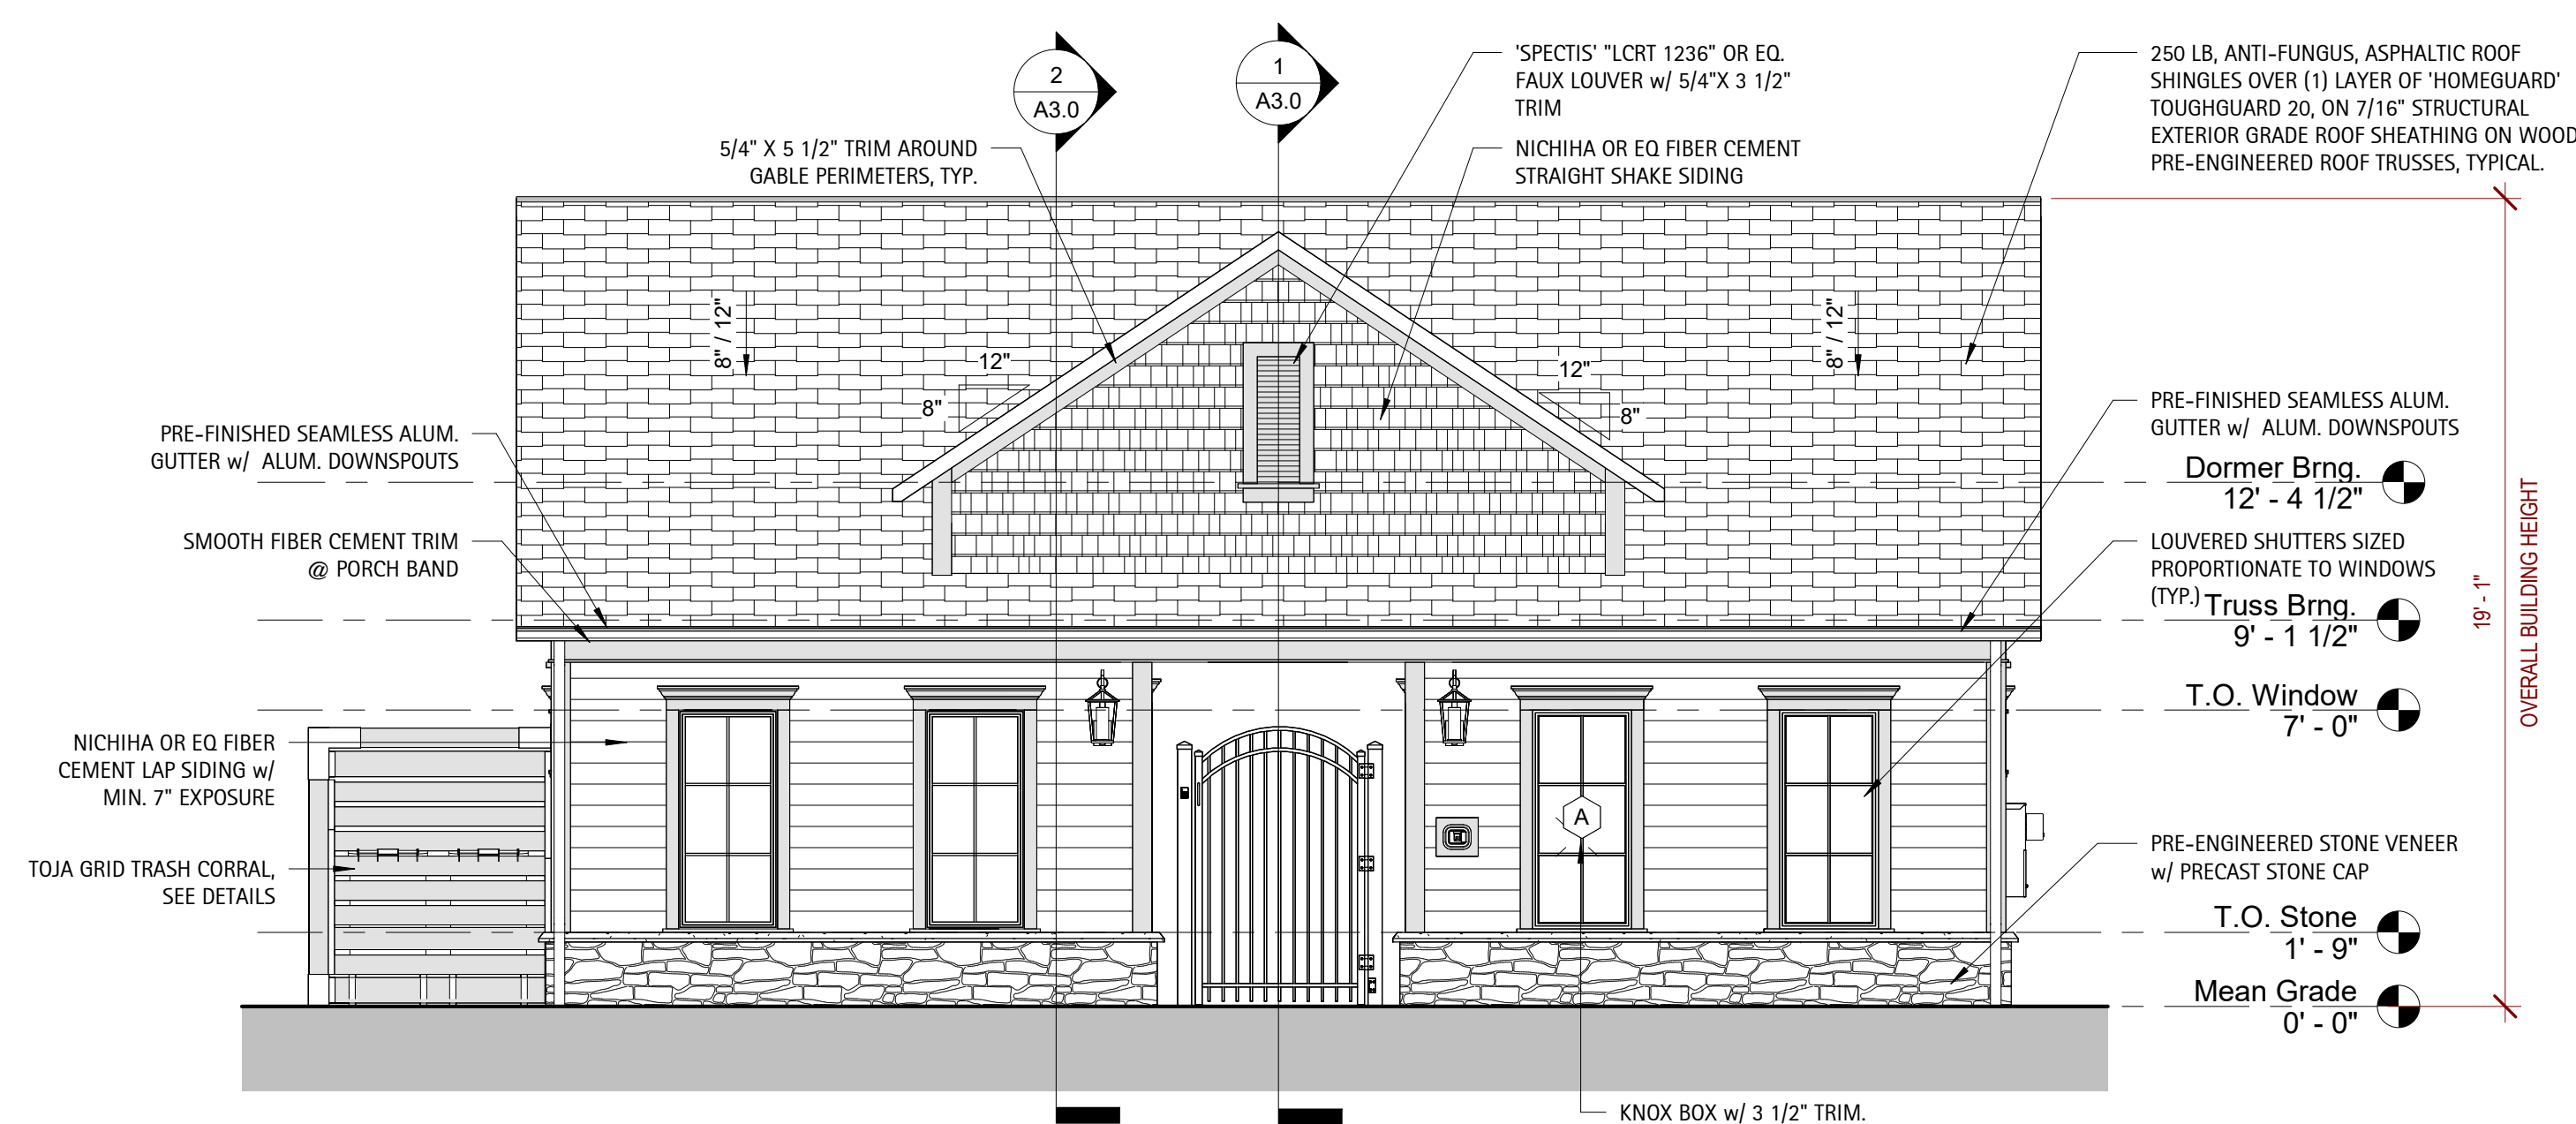 2
A3.0
1
A3.0
'SPECTIS' "LCRT 1236" OR EQ.
FAUX LOUVER w/ 5/4"X 3 1/2"
TRIM
250 LB, ANTI-FUNGUS, ASPHALTIC ROOF
SHINGLES OVER (1) LAYER OF 'HOMEGUARD'
TOUGHGUARD 20, ON 7/16" STRUCTURAL
EXTERIOR GRADE ROOF SHEATHING ON WOOD
PRE-ENGINEERED ROOF TRUSSES, TYPICAL.
5/4" X 5 1/2" TRIM AROUND
GABLE PERIMETERS, TYP.
NICHIHA OR EQ FIBER CEMENT
STRAIGHT SHAKE SIDING
8" / 12"
12"
8"
12"
8"
8" / 12"
PRE-FINISHED SEAMLESS ALUM.
GUTTER w/ ALUM. DOWNSPOUTS
SMOOTH FIBER CEMENT TRIM
@ PORCH BAND
NICHIHA OR EQ FIBER
CEMENT LAP SIDING w/
MIN. 7" EXPOSURE
TOJA GRID TRASH CORRAL,
SEE DETAILS
PRE-FINISHED SEAMLESS ALUM.
GUTTER w/ ALUM. DOWNSPOUTS
Dormer Brng.
12' - 4 1/2"
LOUVERED SHUTTERS SIZED
PROPORTIONATE TO WINDOWS
(TYP.)
Truss Brng.
9' - 1 1/2"
T.O. Window
7' - 0"
PRE-ENGINEERED STONE VENEER
w/ PRECAST STONE CAP
T.O. Stone
1' - 9"
Mean Grade
0' - 0"
19' - 1"
OVERALL BUILDING HEIGHT
A
KNOX BOX w/ 3 1/2" TRIM.